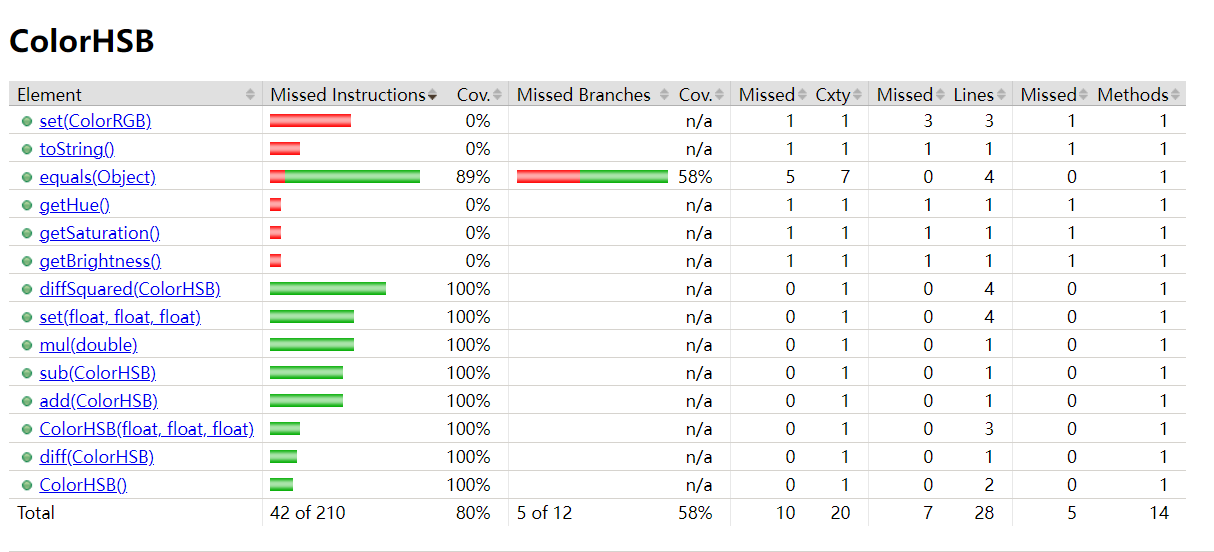 ColorHSB
Element Missed Instructions Cov. Missed Branches Cov. Missed Cxty Missed Lines Missed Methods
set(ColorRGB) 0% n/a 1 1 3 3 1 1
toString() 0% n/a 1 1 1 1 1 1
equals(Object) 89% 58% 5 7 0 4 0 1
getHue() 0% n/a 1 1 1 1 1 1
getSaturation() 0% n/a 1 1 1 1 1 1
getBrightness() 0% n/a 1 1 1 1 1 1
diffSquared(ColorHSB) 100% n/a 0 1 0 4 0 1
set(float, float, float) 100% n/a 0 1 0 4 0 1
mul(double) 100% n/a 0 1 0 1 0 1
sub(ColorHSB) 100% n/a 0 1 0 1 0 1
add(ColorHSB) 100% n/a 0 1 0 1 0 1
ColorHSB(float, float, float) 100% n/a 0 1 0 3 0 1
diff(ColorHSB) 100% n/a 0 1 0 1 0 1
ColorHSB() 100% n/a 0 1 0 2 0 1
Total 42 of 210 80% 5 of 12 58% 10 20 7 28 5 14